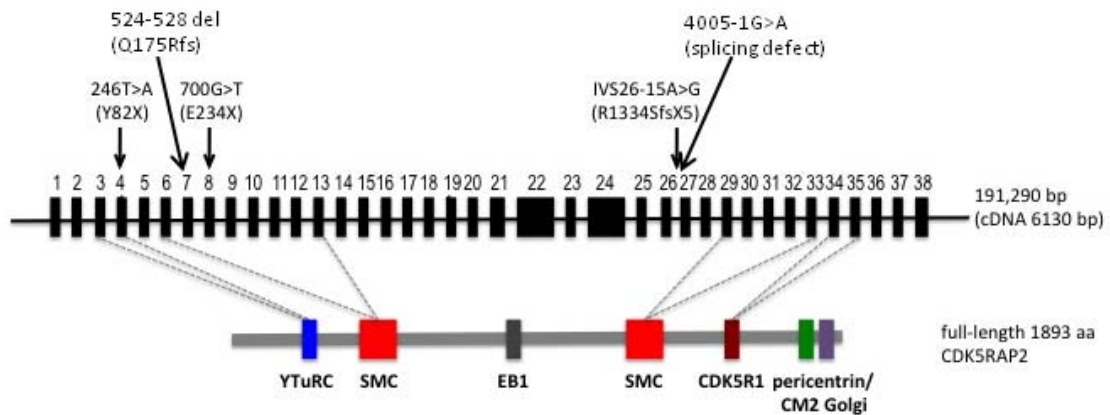 524-528 del
(Q175Rfs)
4005-1G>A
(splicing defect)
246T>A
(Y82X)
700G>T
(E234X)
IVS26-15A>G
(R1334SfsX5)
1 2 3 4 5 6 7 8 9 10 11 12 13 14 15 16 17 18 19 20 21 22 23 24 25 26 27 28 29 30 31 32 33 34 35 36 37 38
191,290 bp
(cDNA 6130 bp)
full-length 1893 aa
CDK5RAP2
YTuRC SMC EB1 SMC CDK5R1 pericentrin/
CM2 Golgi